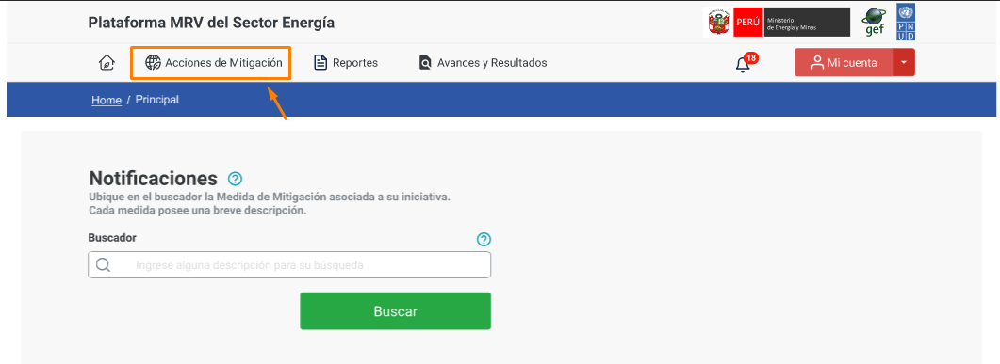 Plataforma MRV del Sector Energía
PERÚ
Ministerio
de Energía y Minas
gef
P N
U D
Acciones de Mitigación
Reportes
Avances y Resultados
18
Mi cuenta
Home / Principal
Notificaciones ?
Ubique en el buscador la Medida de Mitigación asociada a su iniciativa.
Cada medida posee una breve descripción.
Buscador ?
Ingrese alguna descripción para su búsqueda
Buscar